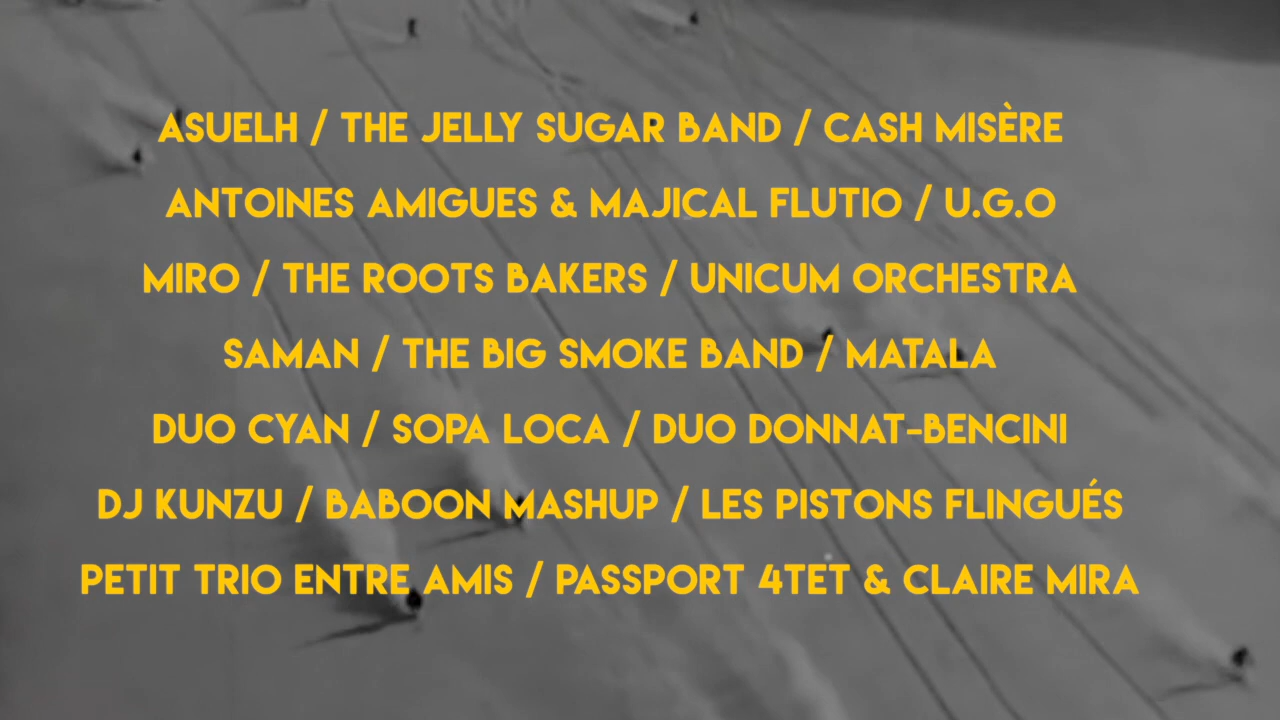 ASUELH / THE JELLY SUGAR BAND / CASH MISÈRE
ANTOINES AMIGUES & MAJICAL FLUTIO / U.G.O
MIRO / THE ROOTS BAKERS / UNICUM ORCHESTRA
SAMAN / THE BIG SMOKE BAND / MATALA
DUO CYAN / SOPA LOCA / DUO DONNAT-BENCINI
DJ KUNZU / BABOON MASHUP / LES PISTONS FLINGUÉS
PETIT TRIO ENTRE AMIS / PASSPORT 4TET & CLAIRE MIRA